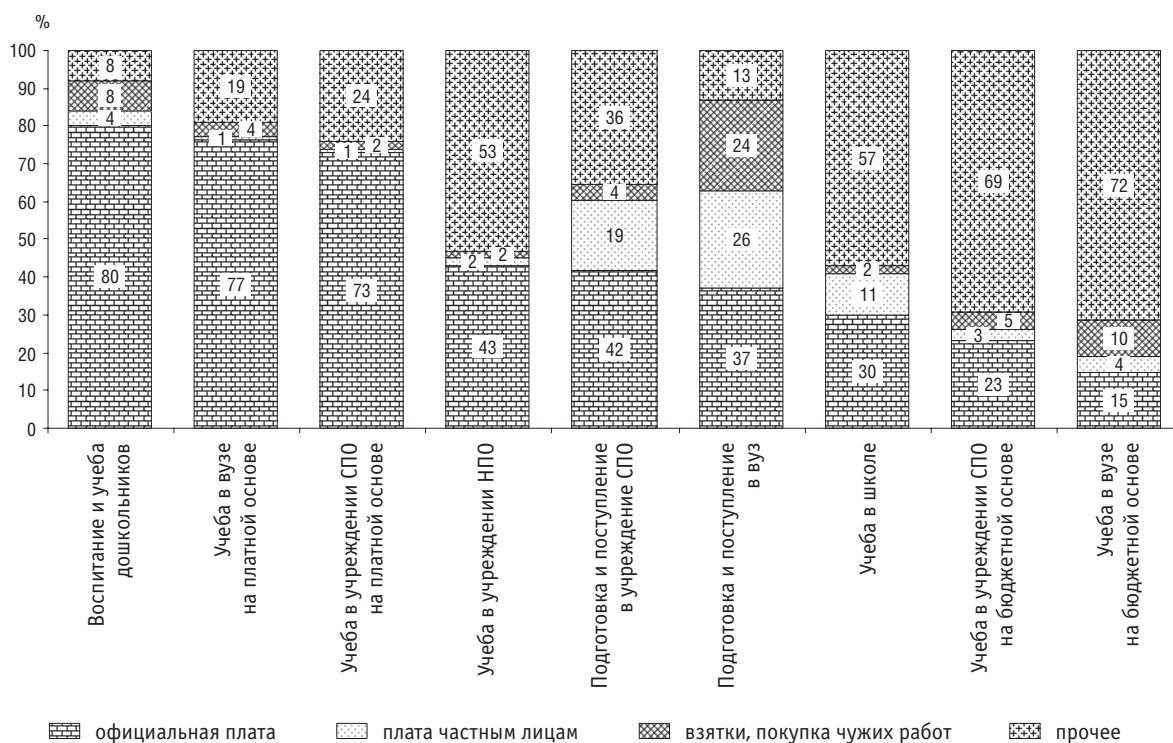 %
100
90
80
70
60
50
40
30
20
10
0
8
8
4
80
19
4
1
77
24
2
1
73
53
2
2
43
36
4
19
42
13
24
26
37
57
2
11
30
69
5
3
23
72
10
4
15
Воспитание и учеба
дошкольников
Учеба в вузе
на платной основе
Учеба в учреждении СПО
на платной основе
Учеба в учреждении НПО
Подготовка и поступление
в учреждение СПО
Подготовка и поступление
в вуз
Учеба в школе
Учеба в учреждении СПО
на бюджетной основе
Учеба в вузе
на бюджетной основе
официальная плата
плата частным лицам
взятки, покупка чужих работ
прочее